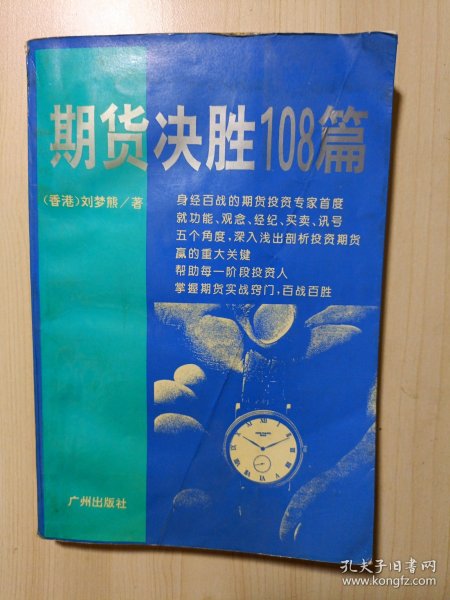 期货决胜108篇
(香港)刘梦熊/著
身经百战的期货投资专家首度
就功能、观念、经纪、买卖、讯号
五个角度,深入浅出剖析投资期货
赢的重大关键
帮助每一阶段投资人
掌握期货实战窍门,百战百胜
广州出版社
孔夫子旧书网
www.kongfz.com